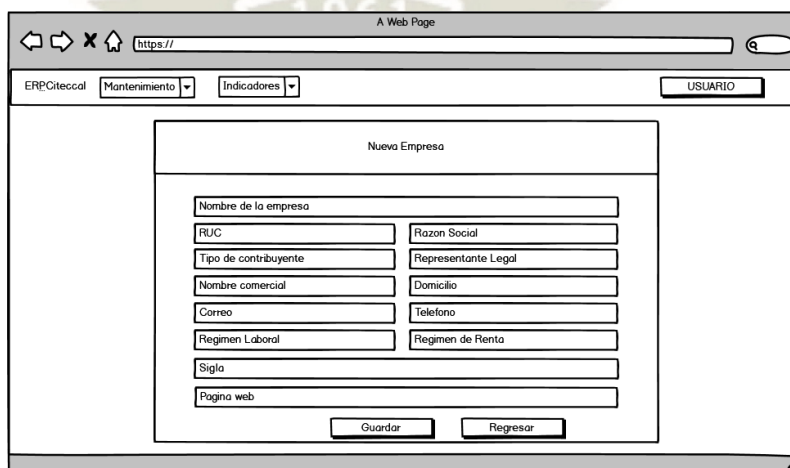 A Web Page
https://
ERPCiteccal Mantenimiento Indicadores USUARIO
Nueva Empresa
Nombre de la empresa
RUC Razon Social
Tipo de contribuyente Representante Legal
Nombre comercial Domicilio
Correo Telefono
Regimen Laboral Regimen de Renta
Sigla
Pagina web
Guardar Regresar